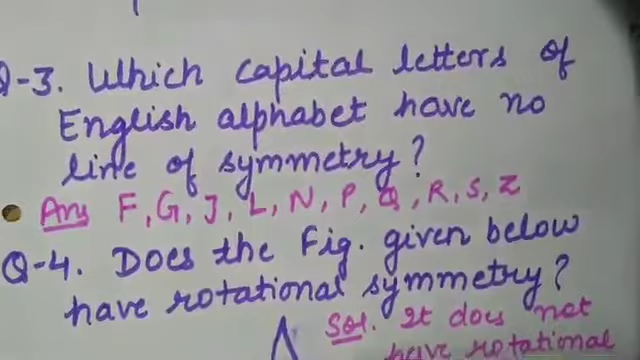 Q-3. Which capital letters of
English alphabet have no
line of symmetry?
Ans F, G, J, L, N, P, Q, R, S, Z
Q-4. Does the Fig. given below
have rotational symmetry?
Sol. It does not
have rotational